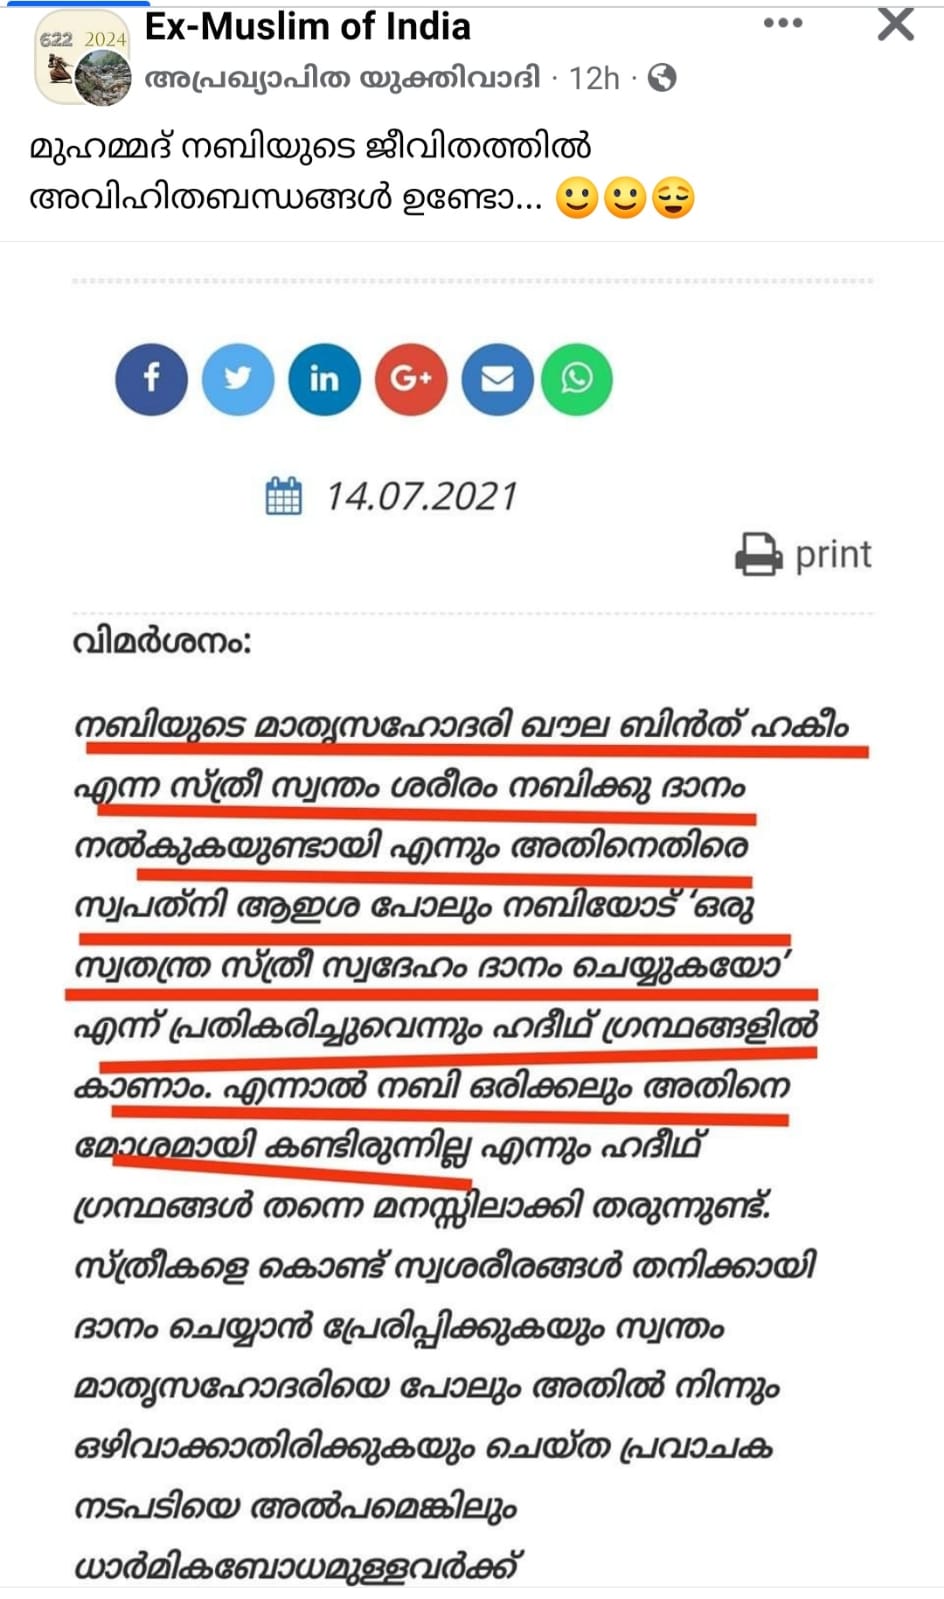 622 2024
Ex-Muslim of India
അപ്രഖ്യാപിത യുക്തിവാദി · 12h ·
മുഹമ്മദ് നബിയുടെ ജീവിതത്തിൽ
അവിഹിതബന്ധങ്ങൾ ഉണ്ടോ... 🙂🙂😌
f in G+
14.07.2021
print
വിമർശനം:
നബിയുടെ മാതൃസഹോദരി ഖൗല ബിൻത് ഹകീം
എന്ന സ്ത്രീ സ്വന്തം ശരീരം നബിക്കു ദാനം
നൽകുകയുണ്ടായി എന്നും അതിനെതിരെ
സ്വപത്നി ആഇശ പോലും നബിയോട് ‘ഒരു
സ്വതന്ത്ര സ്ത്രീ സ്വദേഹം ദാനം ചെയ്യുകയോ’
എന്ന് പ്രതികരിച്ചുവെന്നും ഹദീഥ് ഗ്രന്ഥങ്ങളിൽ
കാണാം. എന്നാൽ നബി ഒരിക്കലും അതിനെ
മോശമായി കണ്ടിരുന്നില്ല എന്നും ഹദീഥ്
ഗ്രന്ഥങ്ങൾ തന്നെ മനസ്സിലാക്കി തരുന്നുണ്ട്.
സ്ത്രീകളെ കൊണ്ട് സ്വശരീരങ്ങൾ തനിക്കായി
ദാനം ചെയ്യാൻ പ്രേരിപ്പിക്കുകയും സ്വന്തം
മാതൃസഹോദരിയെ പോലും അതിൽ നിന്നും
ഒഴിവാക്കാതിരിക്കുകയും ചെയ്ത പ്രവാചക
നടപടിയെ അൽപമെങ്കിലും
ധാർമികബോധമുള്ളവർക്ക്